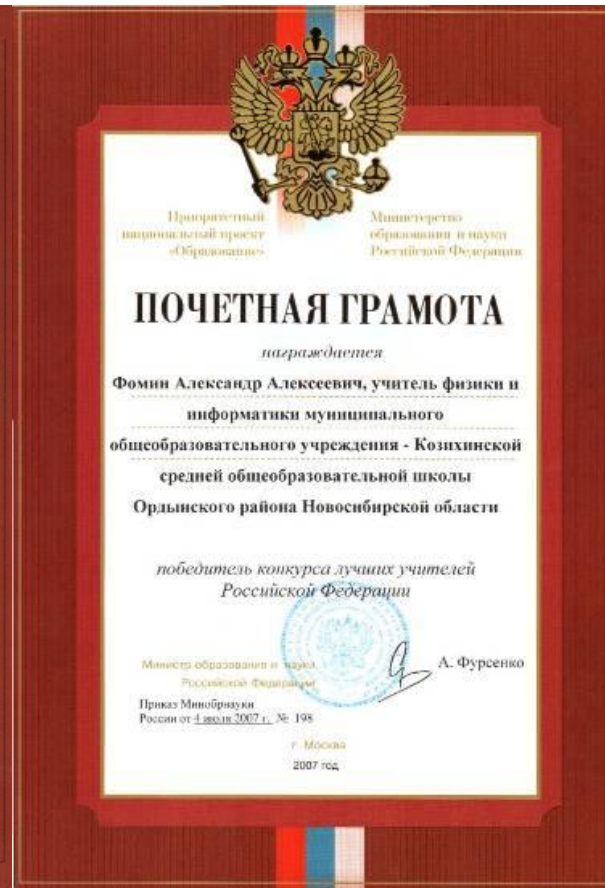 Приоритетный
национальный проект
«Образование»
Министерство
образования и науки
Российской Федерации
ПОЧЕТНАЯ ГРАМОТА
награждается
Фомин Александр Алексеевич, учитель физики и
информатики муниципального
общеобразовательного учреждения - Козихинской
средней общеобразовательной школы
Ордынского района Новосибирской области
победитель конкурса лучших учителей
Российской Федерации
Министр образования и науки
Российской Федерации
А. Фурсенко
Приказ Минобрнауки
России от 4 июля 2007 г. № 198
г. Москва
2007 год